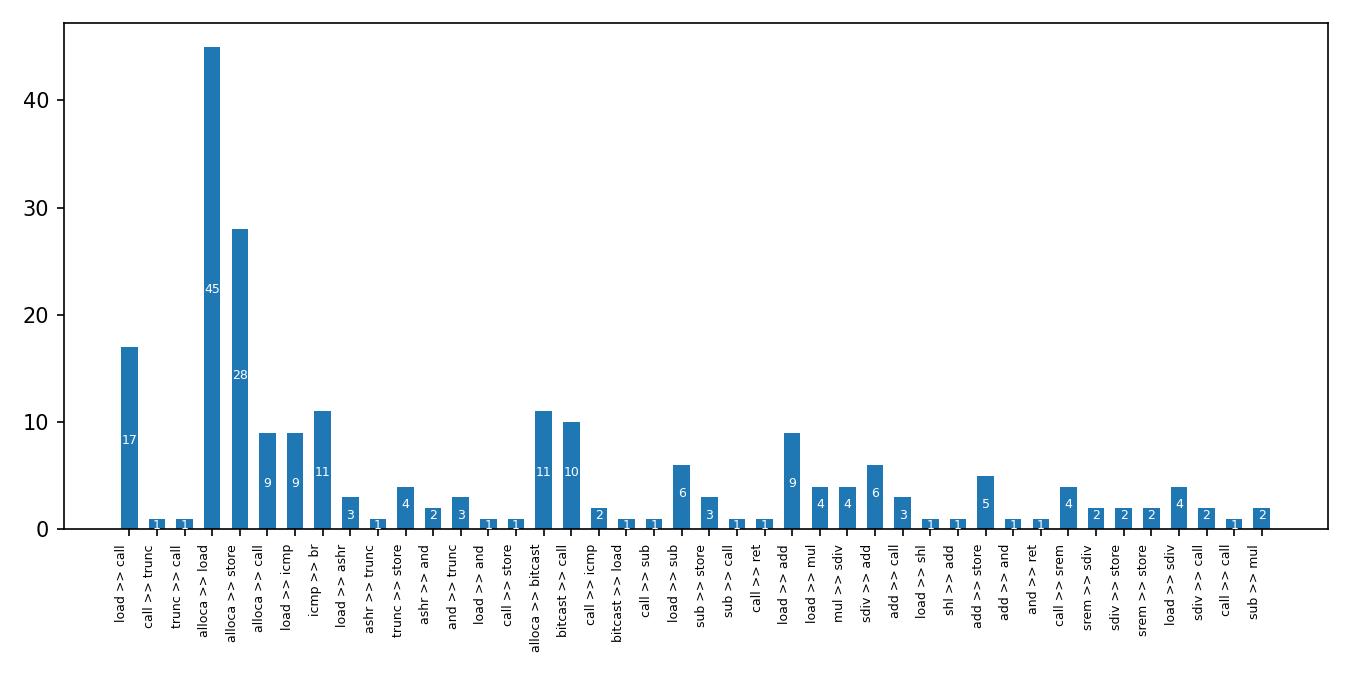 40
30
20
10
0
17
1
1
45
28
9
9
11
3
1
4
2
3
1
1
11
10
2
1
1
6
3
1
1
9
4
4
6
3
1
1
5
1
1
4
2
2
2
4
2
1
2
load >> call
call >> trunc
trunc >> call
alloca >> load
alloca >> store
alloca >> call
load >> icmp
icmp >> br
load >> ashr
ashr >> trunc
trunc >> store
ashr >> and
and >> trunc
load >> and
call >> store
alloca >> bitcast
bitcast >> call
call >> icmp
bitcast >> load
call >> sub
load >> sub
sub >> store
sub >> call
call >> ret
load >> add
load >> mul
mul >> sdiv
sdiv >> add
add >> call
load >> shl
shl >> add
add >> store
add >> and
and >> ret
call >> srem
srem >> sdiv
sdiv >> store
srem >> store
load >> sdiv
sdiv >> call
call >> call
sub >> mul